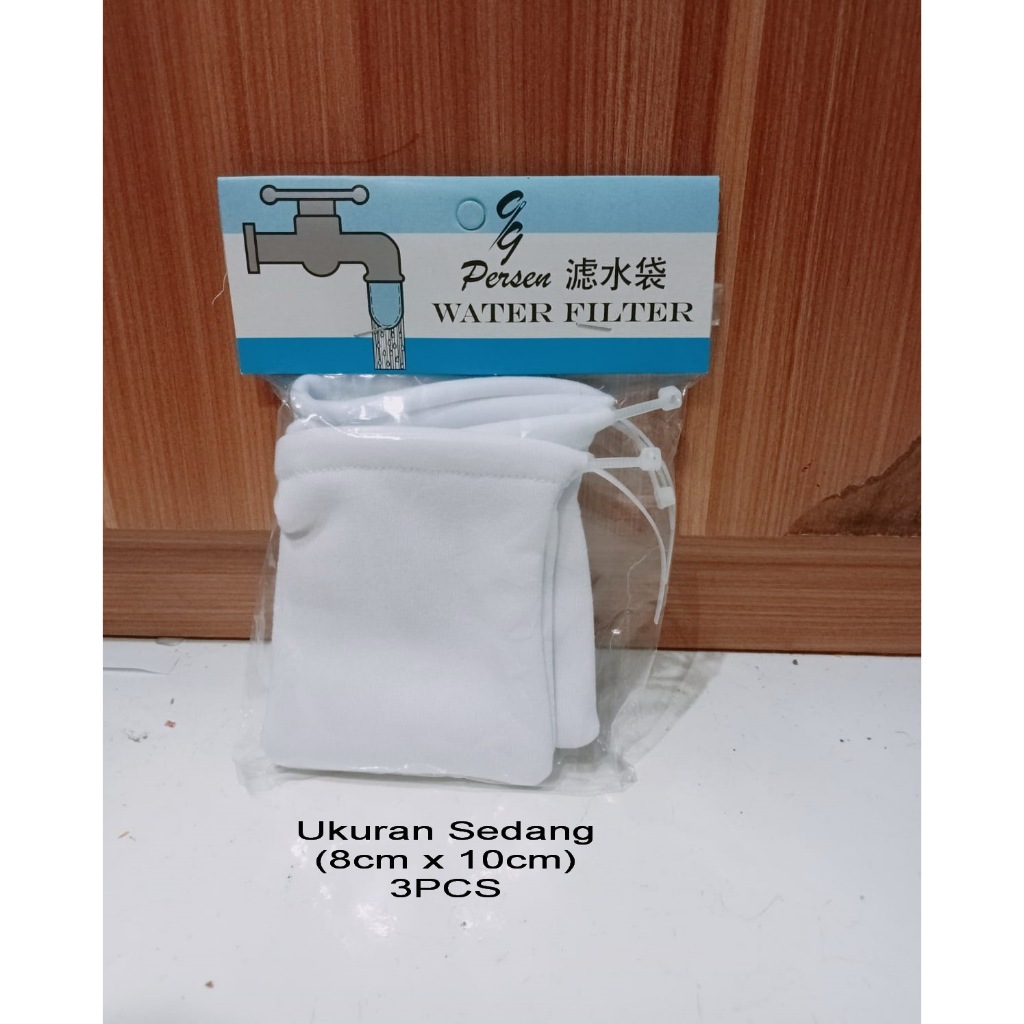 Persen 滤水袋
WATER FILTER
Ukuran Sedang
(8cm x 10cm)
3PCS